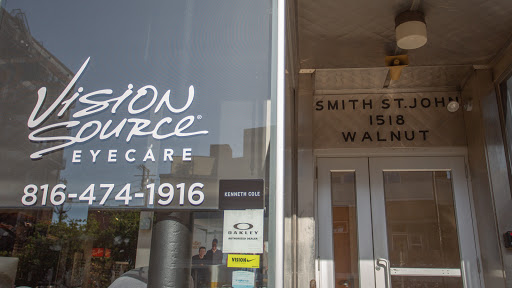 VISION
SOURCE®
EYECARE
816-474-1916
KENNETH COLE
OAKLEY
VISION
SMITH ST. JOHN
1518
WALNUT